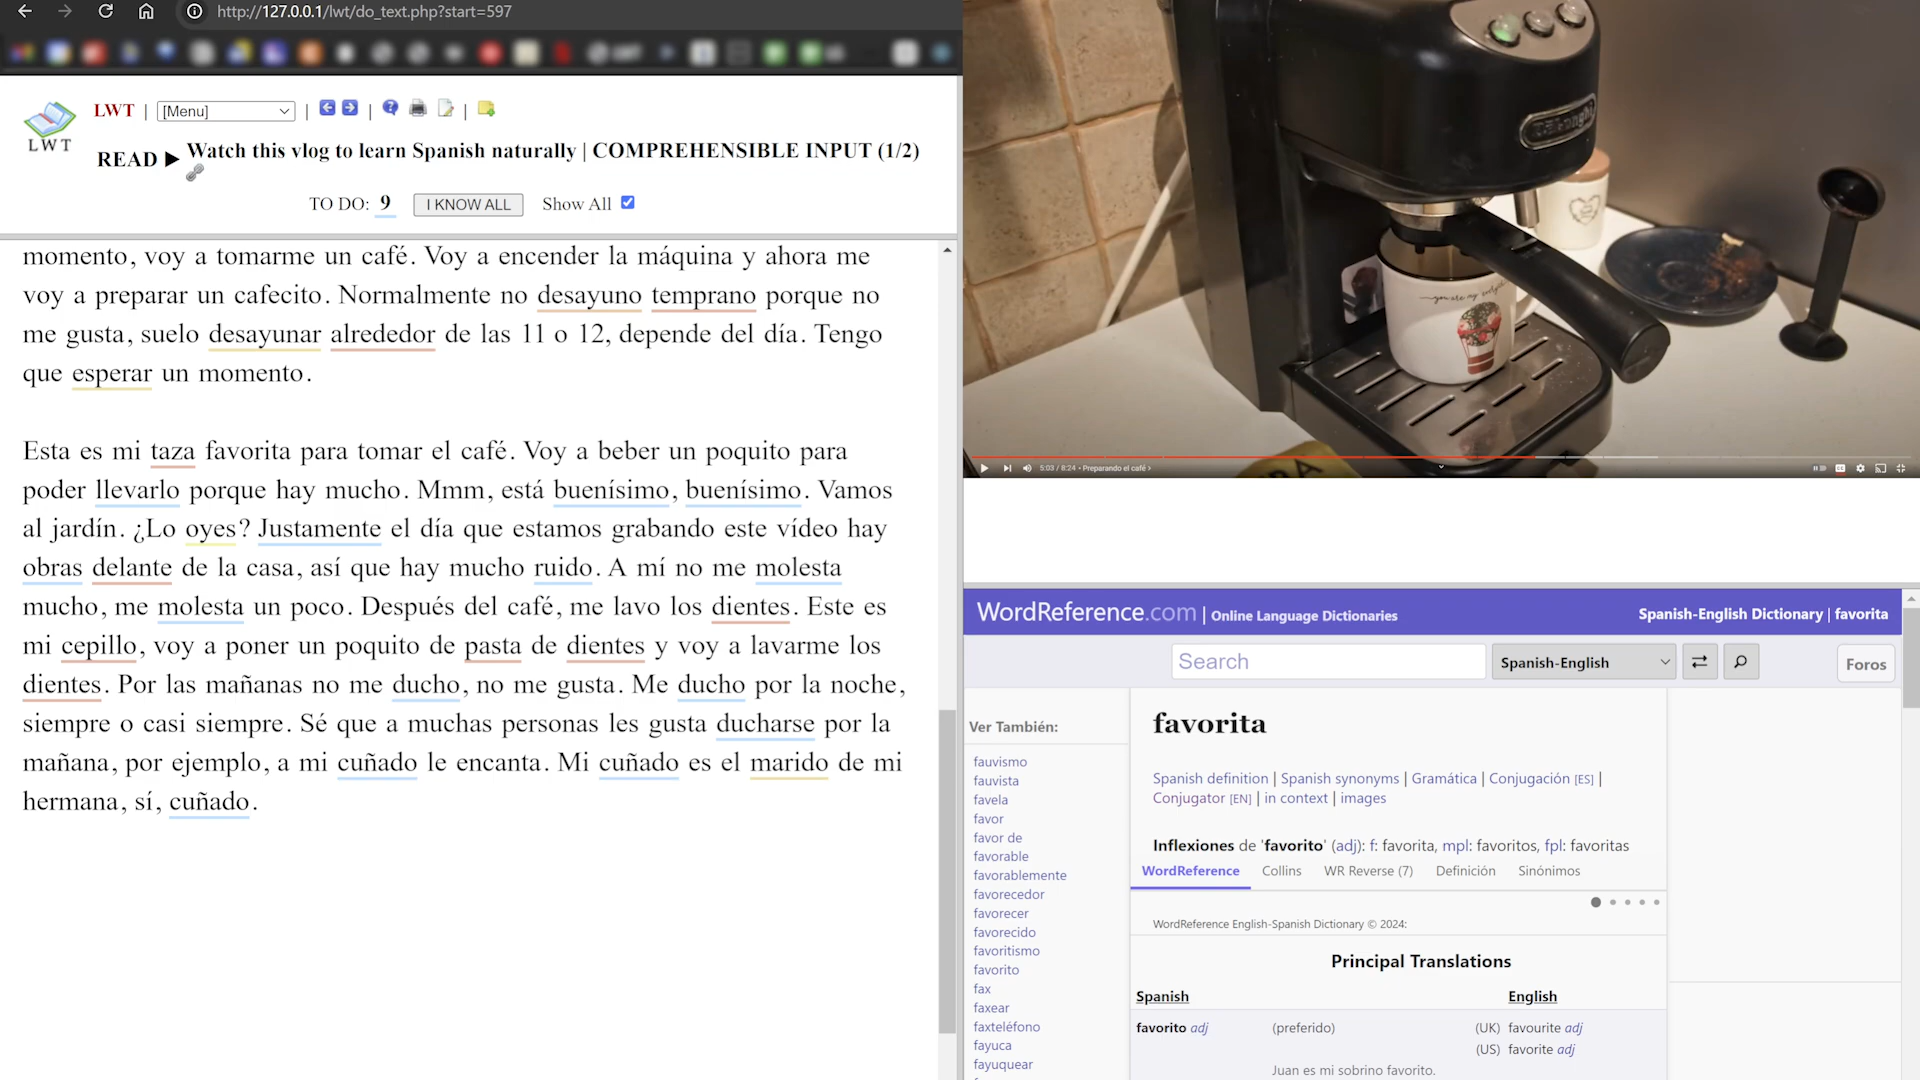 http://127.0.0.1/lwt/do_text.php?start=597
LWT | [Menu] | | |
LWT
READ ▶ Watch this vlog to learn Spanish naturally | COMPREHENSIBLE INPUT (1/2)
TO DO: 9 I KNOW ALL Show All
momento, voy a tomarme un café. Voy a encender la máquina y ahora me
voy a preparar un cafecito. Normalmente no desayuno temprano porque no
me gusta, suelo desayunar alrededor de las 11 o 12, depende del día. Tengo
que esperar un momento.
Esta es mi taza favorita para tomar el café. Voy a beber un poquito para
poder llevarlo porque hay mucho. Mmm, está buenísimo, buenísimo. Vamos
al jardín. ¿Lo oyes? Justamente el día que estamos grabando este vídeo hay
obras delante de la casa, así que hay mucho ruido. A mí no me molesta
mucho, me molesta un poco. Después del café, me lavo los dientes. Este es
mi cepillo, voy a poner un poquito de pasta de dientes y voy a lavarme los
dientes. Por las mañanas no me ducho, no me gusta. Me ducho por la noche,
siempre o casi siempre. Sé que a muchas personas les gusta ducharse por la
mañana, por ejemplo, a mi cuñado le encanta. Mi cuñado es el marido de mi
hermana, sí, cuñado.
DeLonghi
you are my
5:03 / 8:24 • Preparando el café >
WordReference.com | Online Language Dictionaries
Spanish-English Dictionary | favorita
Search
Spanish-English
Foros
Ver También:
fauvismo
fauvista
favela
favor
favor de
favorable
favorablemente
favorecedor
favorecer
favorecido
favoritismo
favorito
fax
faxear
faxteléfono
fayuca
fayuquear
favorita
Spanish definition | Spanish synonyms | Gramática | Conjugación [ES] |
Conjugator [EN] | in context | images
Inflexiones de 'favorito' (adj): f: favorita, mpl: favoritos, fpl: favoritas
WordReference Collins WR Reverse (7) Definición Sinónimos
WordReference English-Spanish Dictionary © 2024:
Principal Translations
Spanish English
favorito adj (preferido) (UK) favourite adj
(US) favorite adj
Juan es mi sobrino favorito.